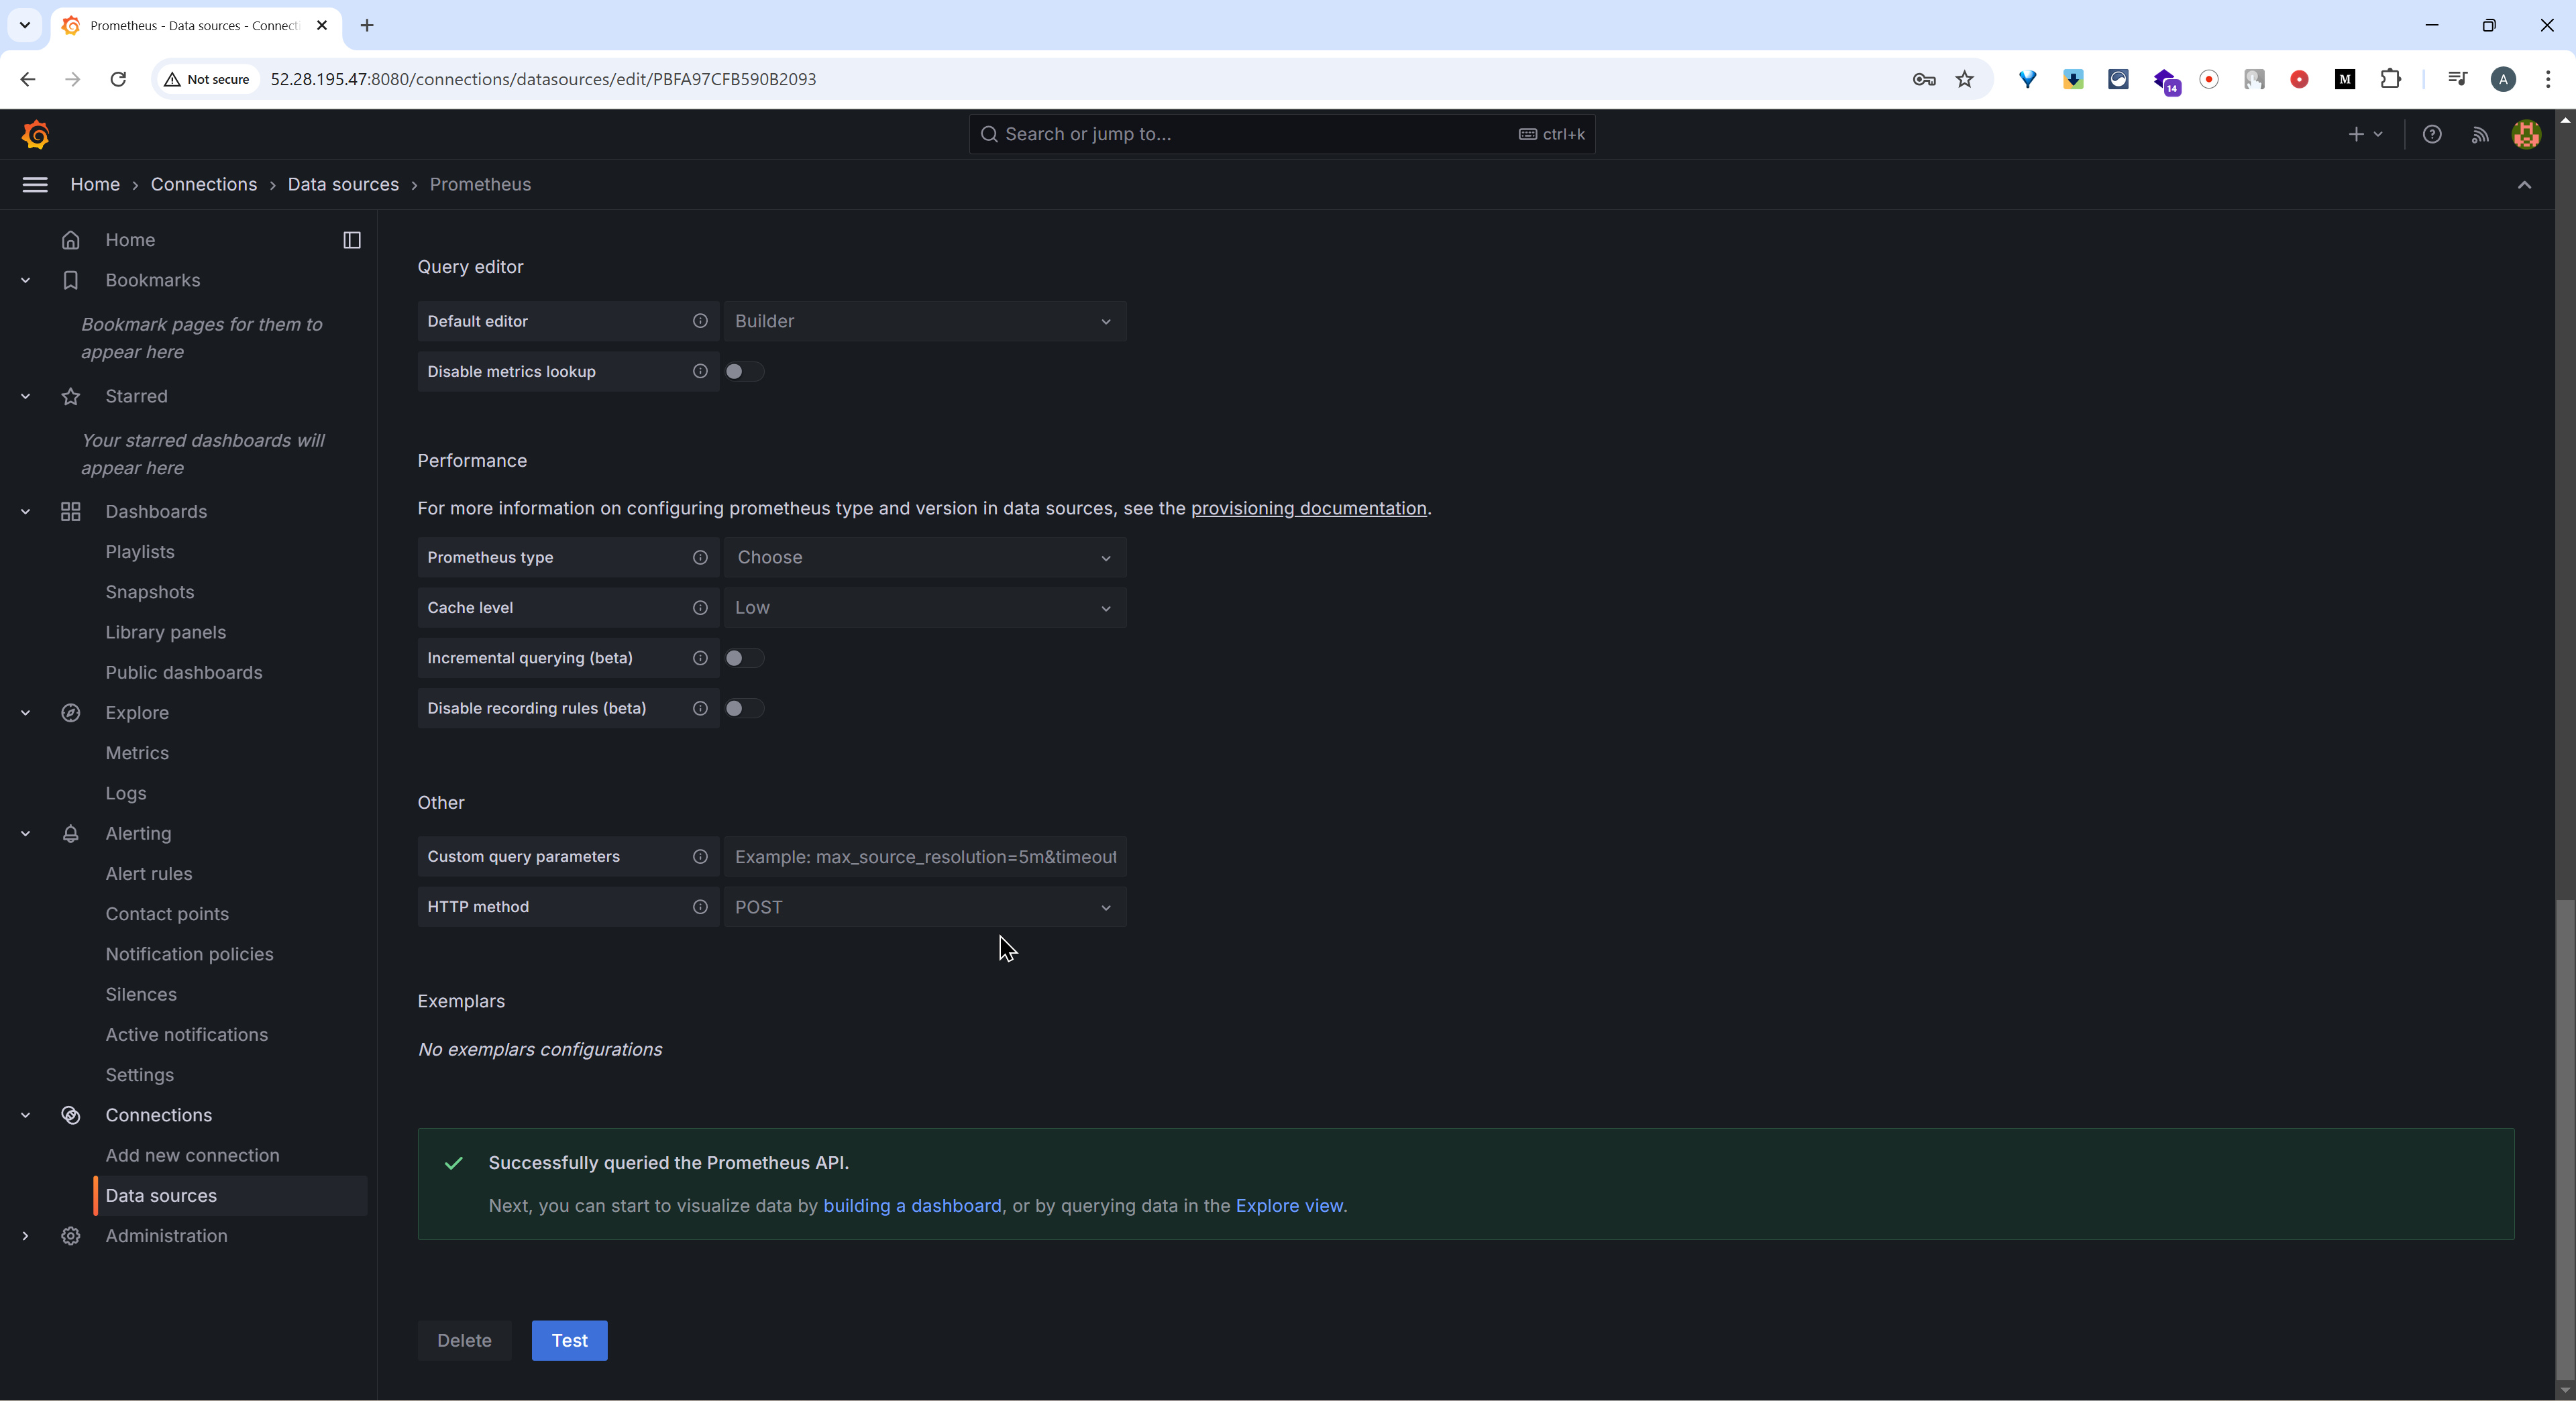 Prometheus - Data sources - Connecti
Not secure
52.28.195.47:8080/connections/datasources/edit/PBFA97CFB590B2093
14
M
A
Search or jump to...
ctrl+k
Home › Connections › Data sources › Prometheus
Home
Bookmarks
Bookmark pages for them to
appear here
Starred
Your starred dashboards will
appear here
Dashboards
Playlists
Snapshots
Library panels
Public dashboards
Explore
Metrics
Logs
Alerting
Alert rules
Contact points
Notification policies
Silences
Active notifications
Settings
Connections
Add new connection
Data sources
Administration
Query editor
Default editor
Builder
Disable metrics lookup
Performance
For more information on configuring prometheus type and version in data sources, see the provisioning documentation.
Prometheus type
Choose
Cache level
Low
Incremental querying (beta)
Disable recording rules (beta)
Other
Custom query parameters
Example: max_source_resolution=5m&timeout
HTTP method
POST
Exemplars
No exemplars configurations
Successfully queried the Prometheus API.
Next, you can start to visualize data by building a dashboard, or by querying data in the Explore view.
Delete
Test